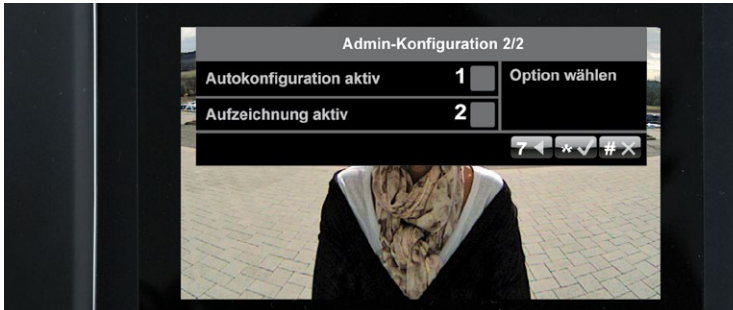 Admin-Konfiguration 2/2
Autokonfiguration aktiv 1 Option wählen
Aufzeichnung aktiv 2
7 * #